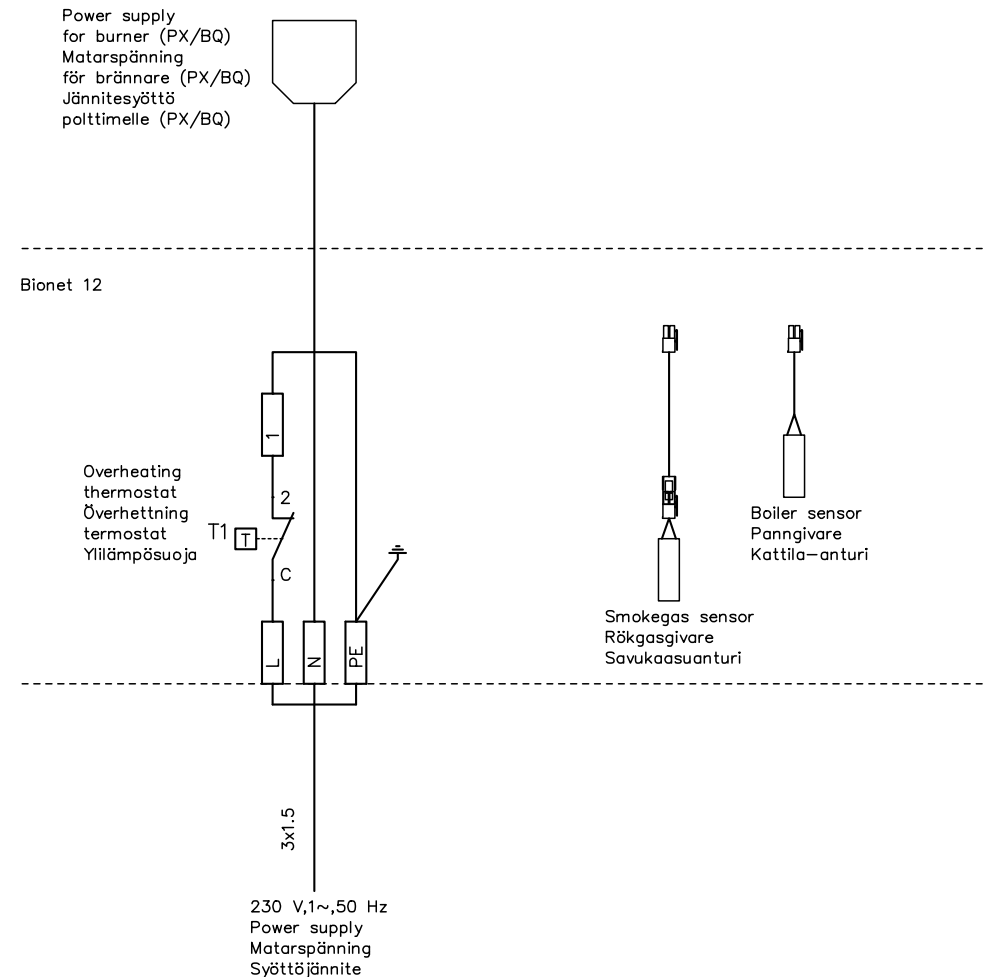 Power supply
for burner (PX/BQ)
Matarspänning
för brännare (PX/BQ)
Jännitesyöttö
polttimelle (PX/BQ)
Bionet 12
1
Overheating
thermostat
Överhettning
termostat
Ylilämpösuoja
T1
T
2
C
Boiler sensor
Panngivare
Kattila-anturi
Smokegas sensor
Rökgasgivare
Savukaasuanturi
L
N
PE
3x1.5
230 V,1~,50 Hz
Power supply
Matarspänning
Syöttöjännite